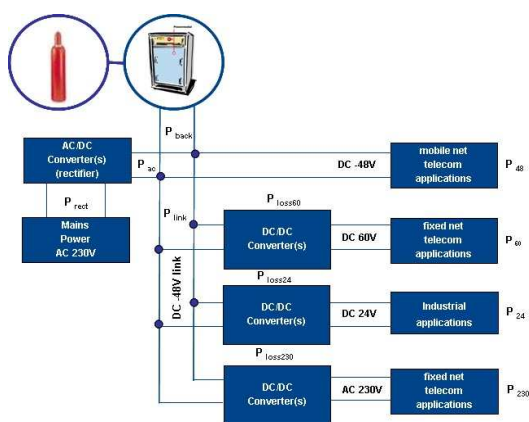 P back
AC/DC
Converter(s)
(rectifier)
P ac
DC -48V
mobile net
telecom
applications
P 48
P rect
Mains
Power
AC 230V
P link
P loss60
DC/DC
Converter(s)
DC 60V
fixed net
telecom
applications
P 60
DC -48V link
P loss24
DC/DC
Converter(s)
DC 24V
Industrial
applications
P 24
P loss230
DC/DC
Converter(s)
AC 230V
fixed net
telecom
applications
P 230